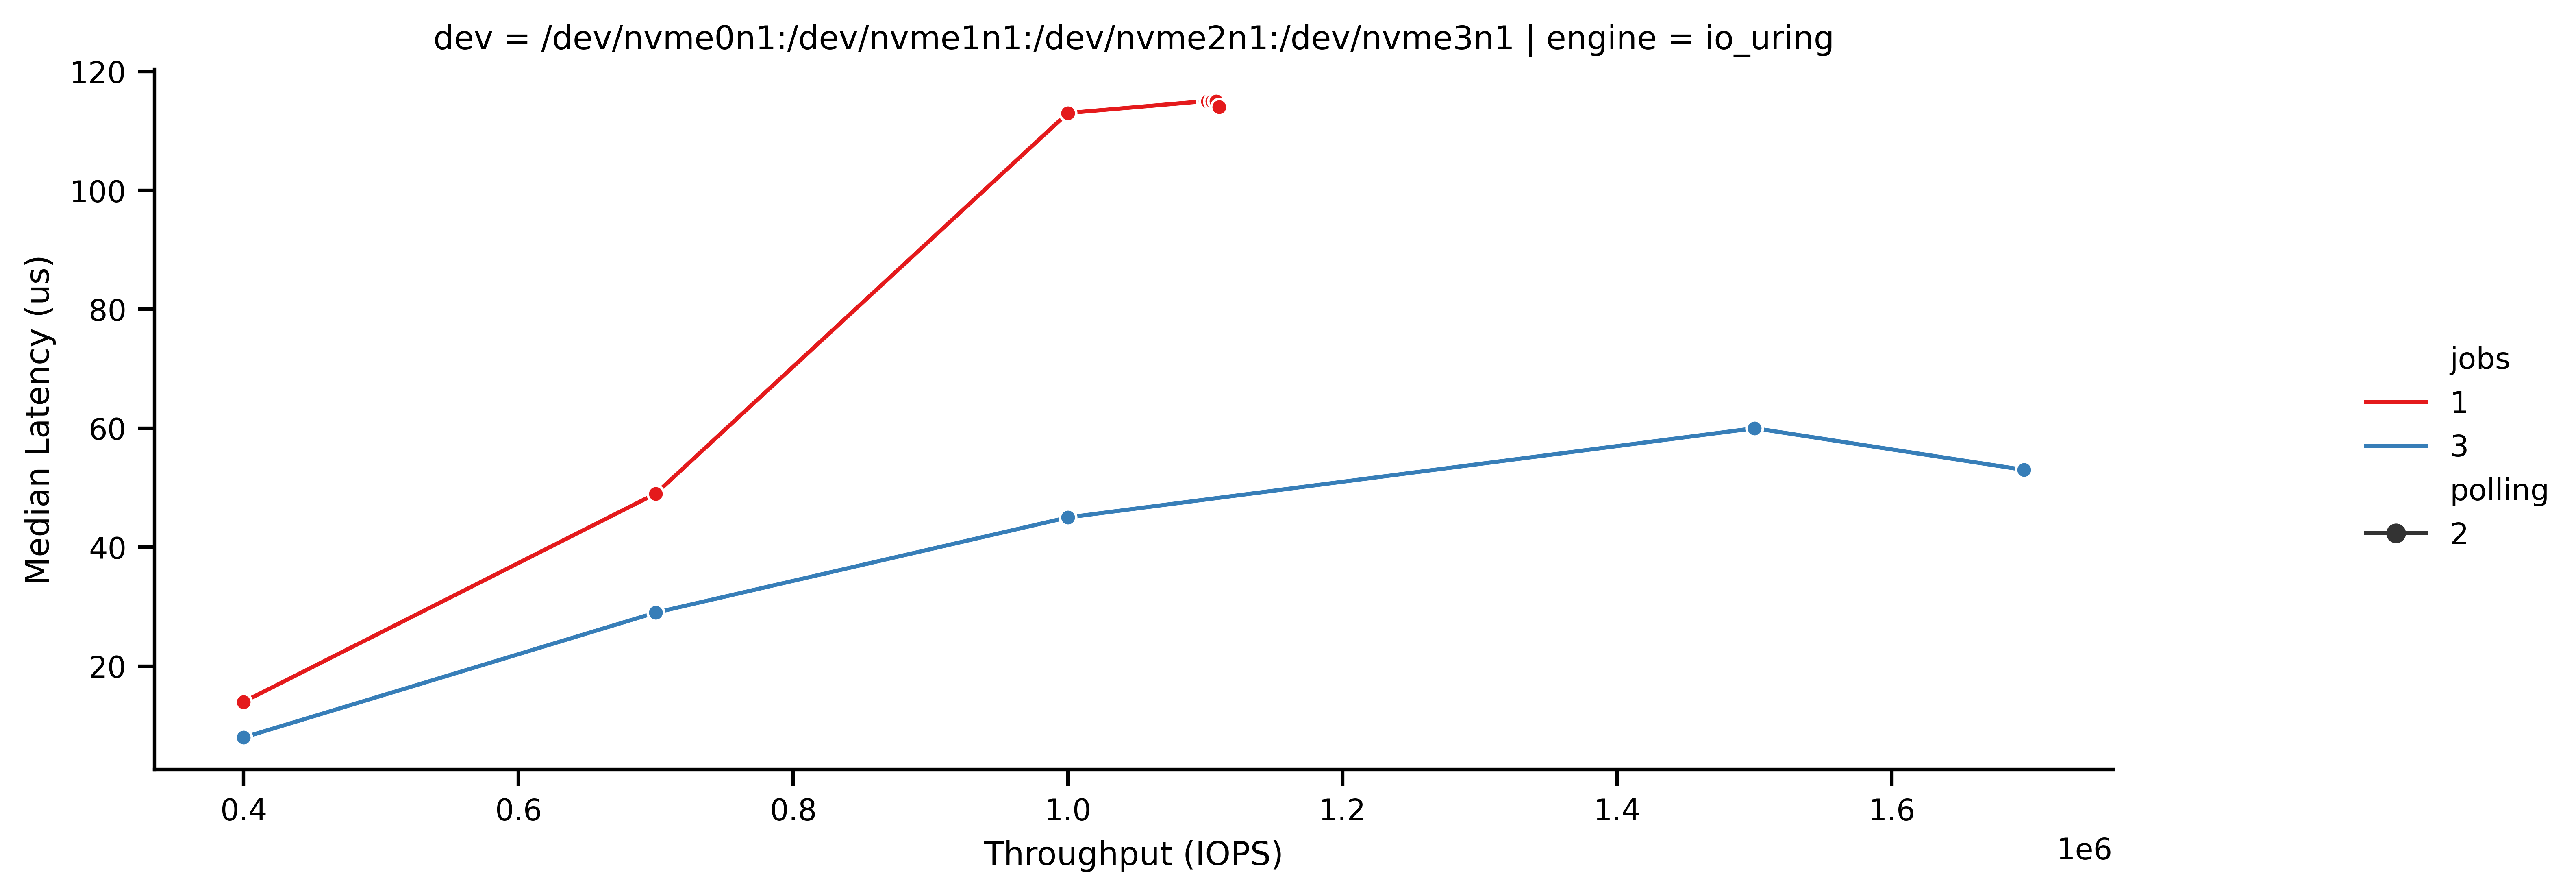 dev = /dev/nvme0n1:/dev/nvme1n1:/dev/nvme2n1:/dev/nvme3n1 | engine = io_uring
120
100
80
60
40
20
Median Latency (us)
0.4 0.6 0.8 1.0 1.2 1.4 1.6
1e6
Throughput (IOPS)
jobs
1
3
polling
2